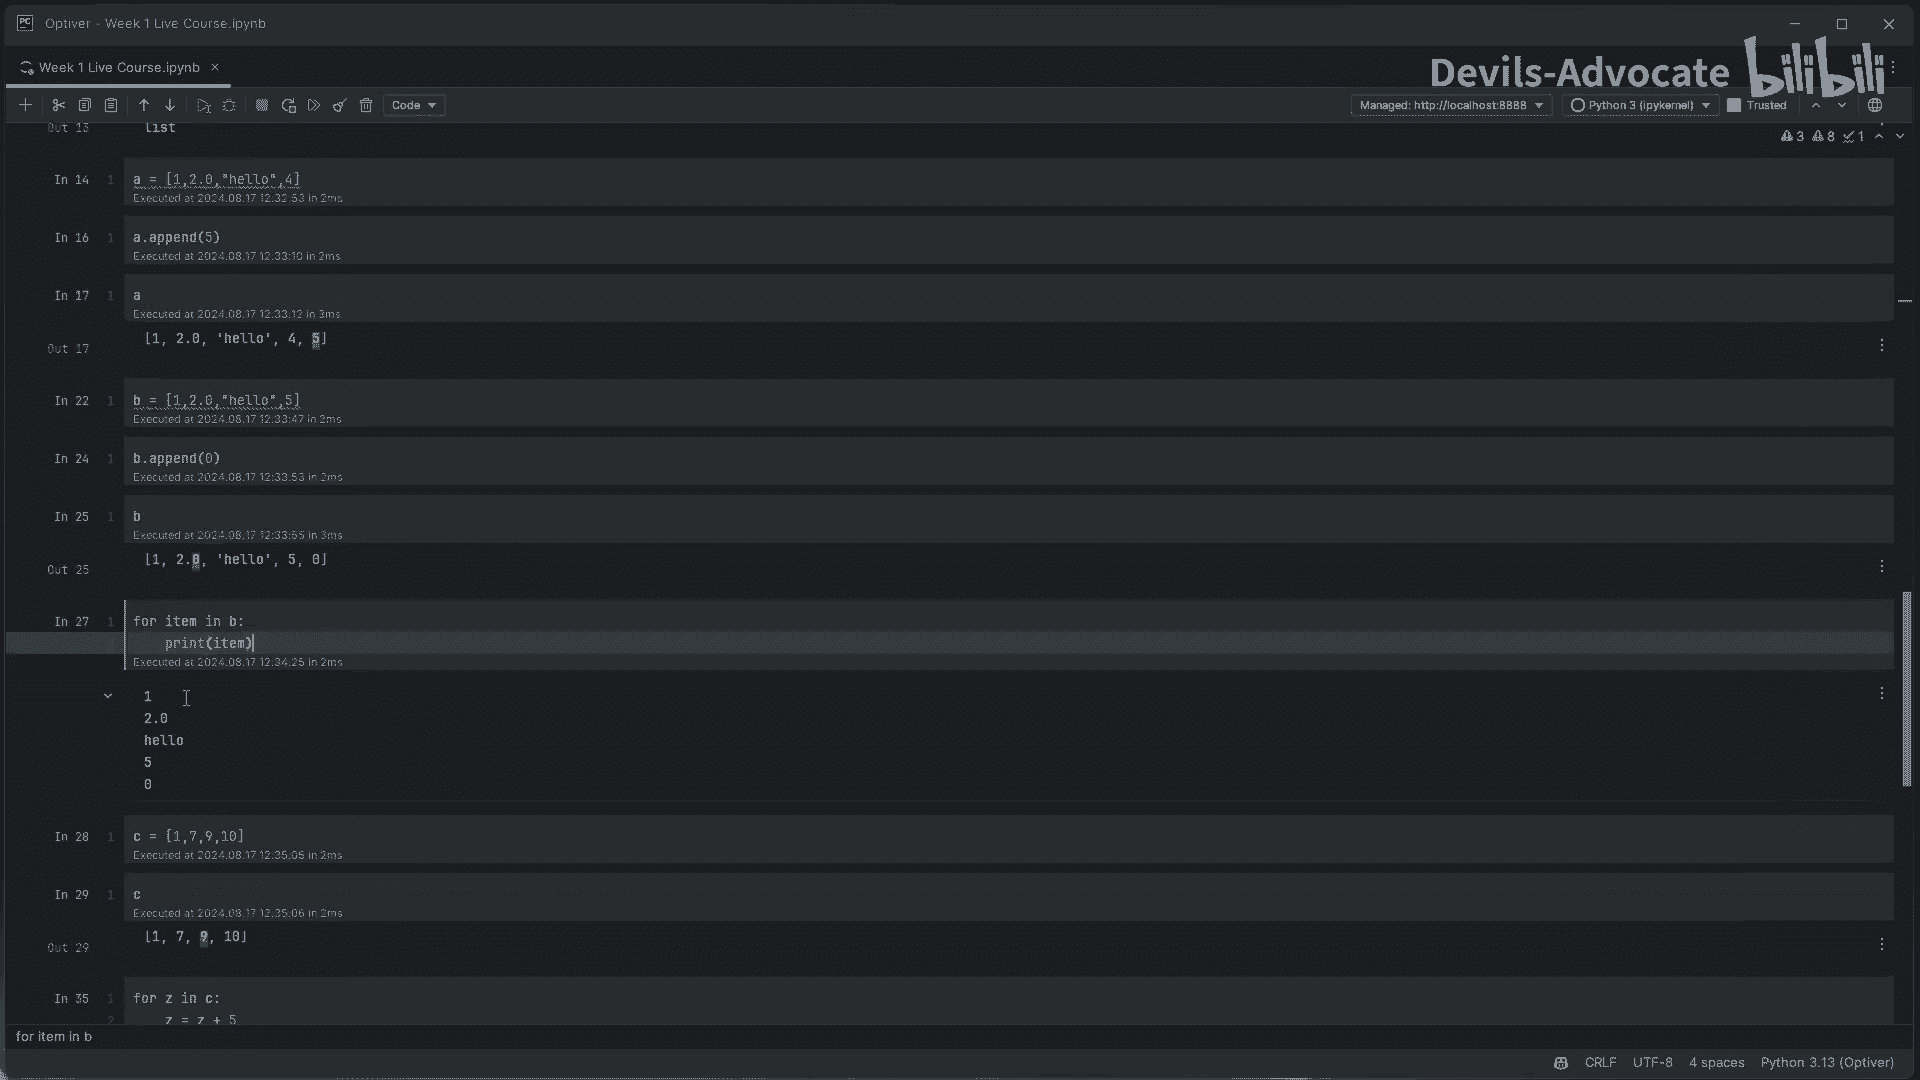 PC Optiver - Week 1 Live Course.ipynb
Week 1 Live Course.ipynb
Devils-Advocate bilibili
Code
Managed: http://localhost:8888
Python 3 (ipykernel)
Trusted
Out 13
list
3 8 1
In 14 1 a = [1,2.0,"hello",4]
Executed at 2024.08.17 12:32:53 in 2ms
In 16 1 a.append(5)
Executed at 2024.08.17 12:33:10 in 2ms
In 17 1 a
Executed at 2024.08.17 12:33:12 in 3ms
[1, 2.0, 'hello', 4, 5]
Out 17
In 22 1 b = [1,2.0,"hello",5]
Executed at 2024.08.17 12:33:47 in 2ms
In 24 1 b.append(0)
Executed at 2024.08.17 12:33:53 in 2ms
In 25 1 b
Executed at 2024.08.17 12:33:55 in 3ms
[1, 2.0, 'hello', 5, 0]
Out 25
In 27 1 for item in b:
print(item)
Executed at 2024.08.17 12:34:25 in 2ms
1
2.0
hello
5
0
In 28 1 c = [1,7,9,10]
Executed at 2024.08.17 12:35:05 in 2ms
In 29 1 c
Executed at 2024.08.17 12:35:06 in 2ms
[1, 7, 9, 10]
Out 29
In 35 1 for z in c:
2 z = z + 5
for item in b
CRLF UTF-8 4 spaces Python 3.13 (Optiver)